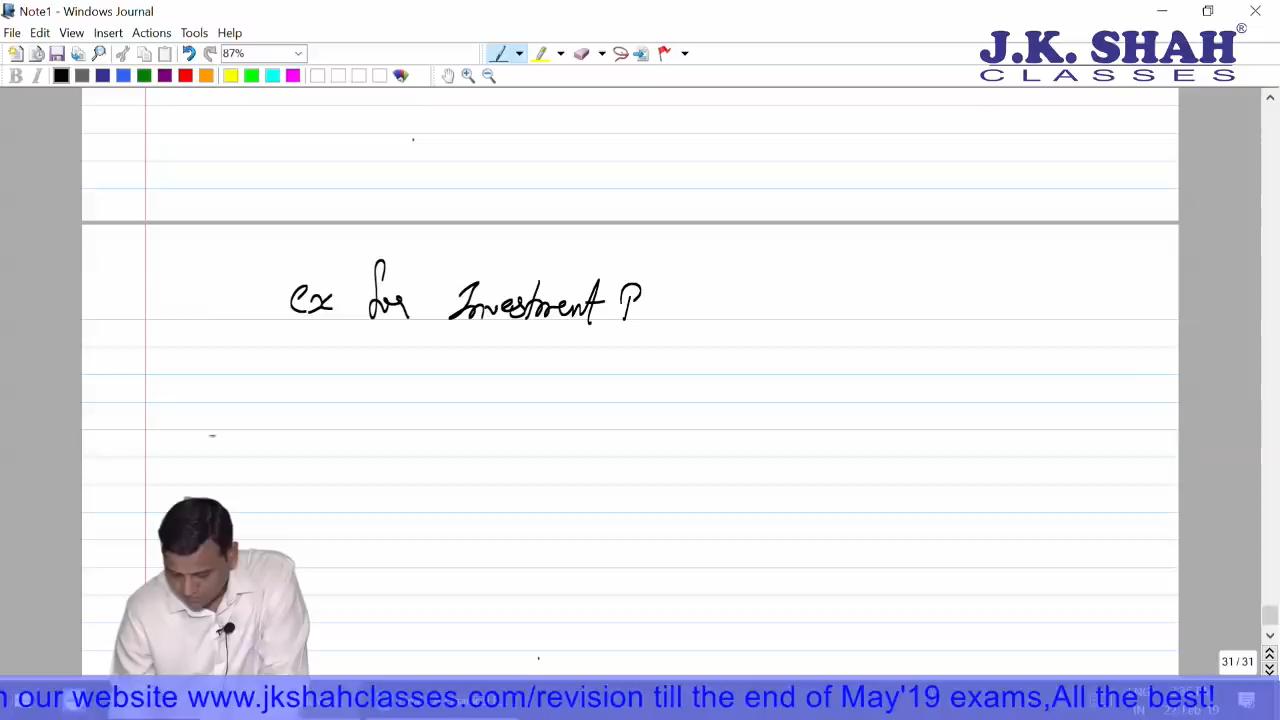 Note1 - Windows Journal
File Edit View Insert Actions Tools Help
87%
B I
J.K. SHAH®
CLASSES
ex for Investment P
31 / 31
n our website www.jkshahclasses.com/revision till the end of May'19 exams,All the best!